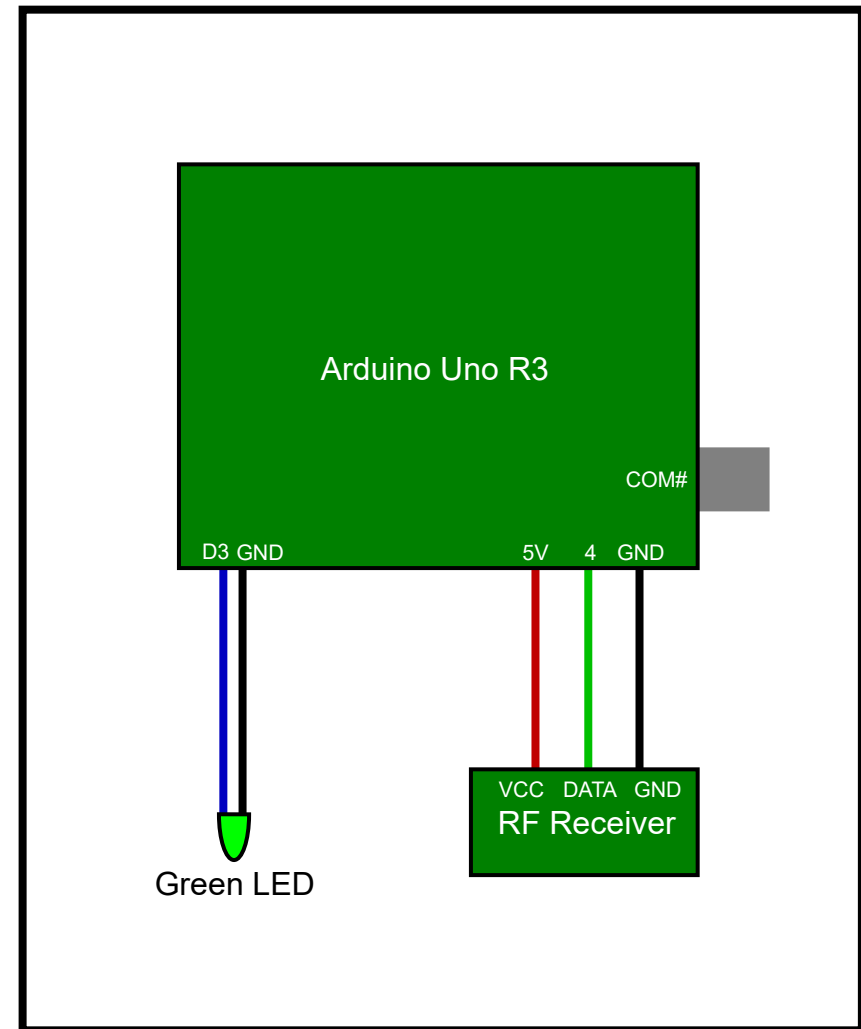 Arduino Uno R3
COM#
D3 GND 5V 4 GND
VCC DATA GND
RF Receiver
Green LED